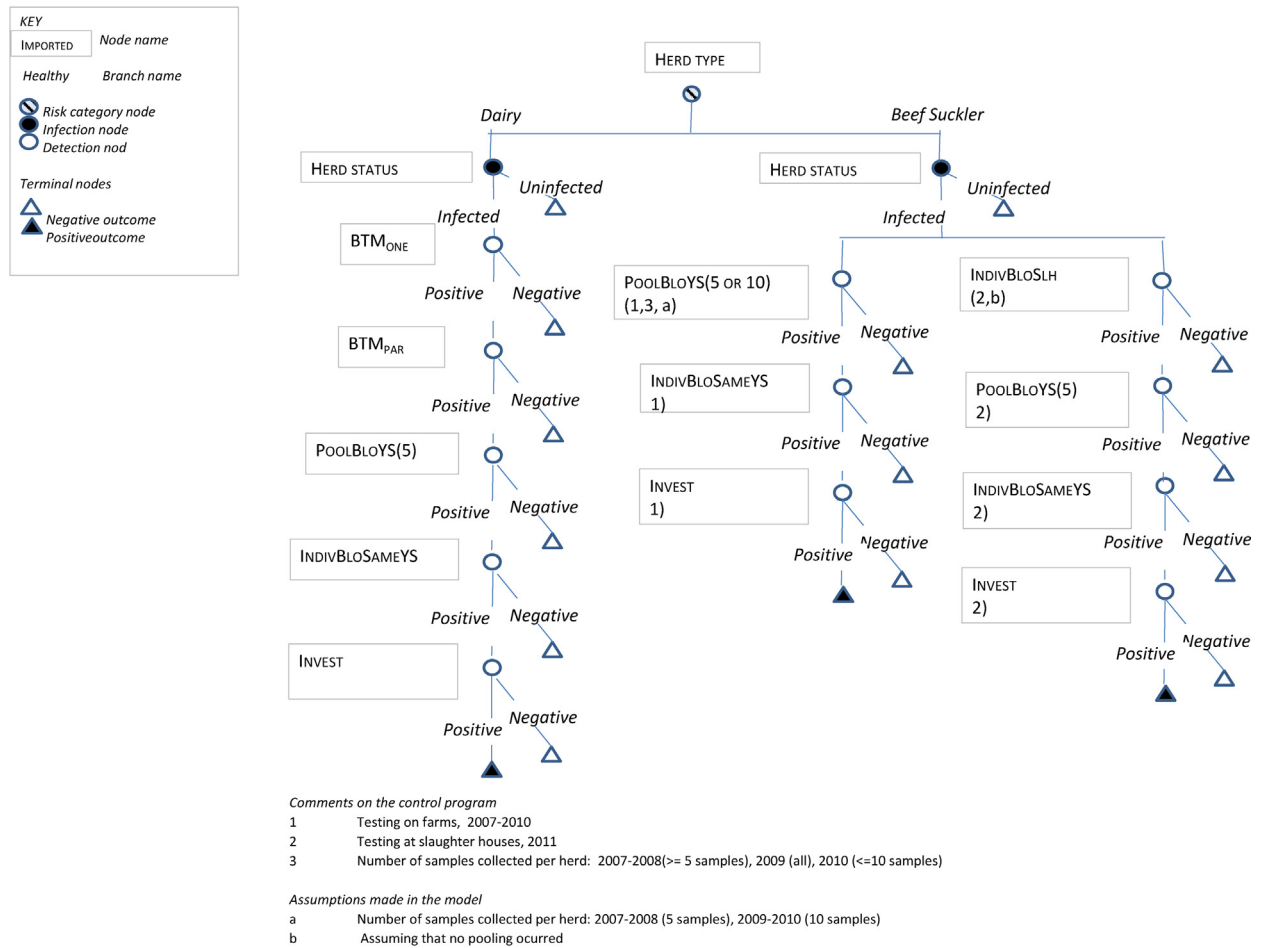 KEY
IMPORTED
Node name
Healthy
Branch name
Risk category node
Infection node
Detection nod
Terminal nodes
Negative outcome
Positiveoutcome
HERD TYPE
Dairy
Beef Suckler
HERD STATUS
Uninfected
Infected
HERD STATUS
Uninfected
Infected
BTMONE
Positive
Negative
BTMPAR
Positive
Negative
POOLBLOYS(5)
Positive
Negative
INDIVBLOSAMEYS
Positive
Negative
INVEST
Positive
Negative
POOLBLOYS(5 OR 10)
(1,3, a)
Positive
Negative
INDIVBLOSAMEYS
1)
Positive
Negative
INVEST
1)
Positive
Negative
INDIVBLOSLH
(2,b)
Positive
Negative
POOLBLOYS(5)
2)
Positive
Negative
INDIVBLOSAMEYS
2)
Positive
Negative
INVEST
2)
Positive
Negative
Comments on the control program
1 Testing on farms, 2007-2010
2 Testing at slaughter houses, 2011
3 Number of samples collected per herd: 2007-2008(>= 5 samples), 2009 (all), 2010 (<=10 samples)
Assumptions made in the model
a Number of samples collected per herd: 2007-2008 (5 samples), 2009-2010 (10 samples)
b Assuming that no pooling ocurred